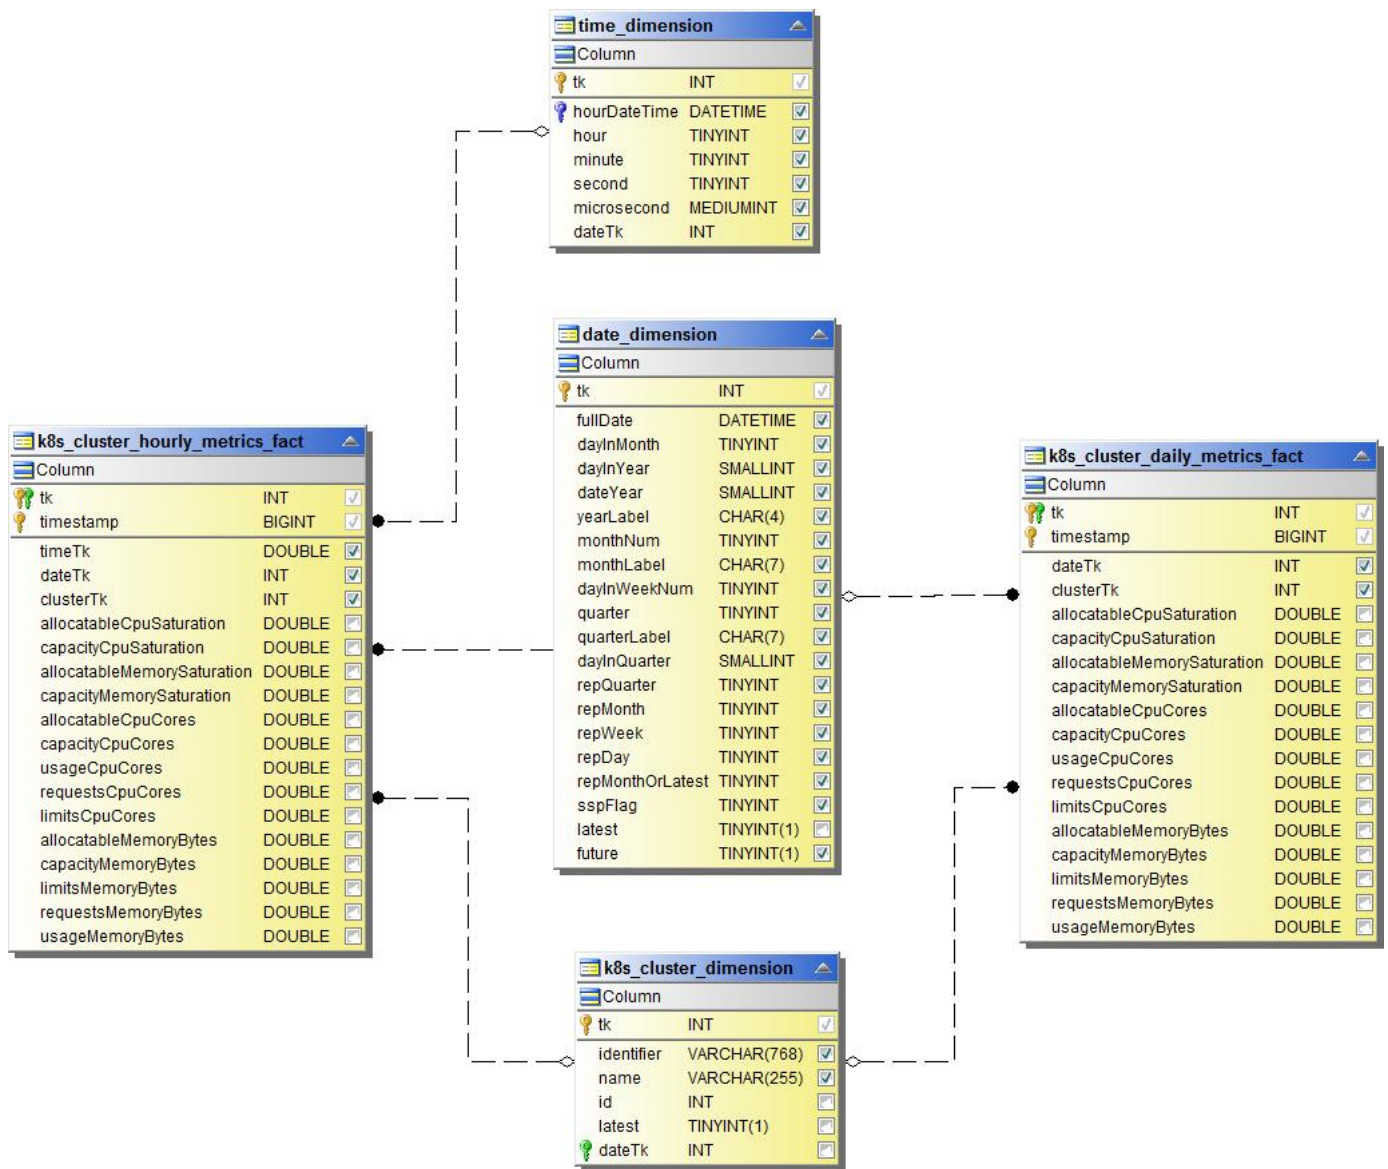 time_dimension
Column
tk INT
hourDateTime DATETIME
hour TINYINT
minute TINYINT
second TINYINT
microsecond MEDIUMINT
dateTk INT
date_dimension
Column
tk INT
fullDate DATETIME
dayInMonth TINYINT
dayInYear SMALLINT
dateYear SMALLINT
yearLabel CHAR(4)
monthNum TINYINT
monthLabel CHAR(7)
dayInWeekNum TINYINT
quarter TINYINT
quarterLabel CHAR(7)
dayInQuarter SMALLINT
repQuarter TINYINT
repMonth TINYINT
repWeek TINYINT
repDay TINYINT
repMonthOrLatest TINYINT
sspFlag TINYINT
latest TINYINT(1)
future TINYINT(1)
k8s_cluster_hourly_metrics_fact
Column
tk INT
timestamp BIGINT
timeTk DOUBLE
dateTk INT
clusterTk INT
allocatableCpuSaturation DOUBLE
capacityCpuSaturation DOUBLE
allocatableMemorySaturation DOUBLE
capacityMemorySaturation DOUBLE
allocatableCpuCores DOUBLE
capacityCpuCores DOUBLE
usageCpuCores DOUBLE
requestsCpuCores DOUBLE
limitsCpuCores DOUBLE
allocatableMemoryBytes DOUBLE
capacityMemoryBytes DOUBLE
limitsMemoryBytes DOUBLE
requestsMemoryBytes DOUBLE
usageMemoryBytes DOUBLE
k8s_cluster_daily_metrics_fact
Column
tk INT
timestamp BIGINT
dateTk INT
clusterTk INT
allocatableCpuSaturation DOUBLE
capacityCpuSaturation DOUBLE
allocatableMemorySaturation DOUBLE
capacityMemorySaturation DOUBLE
allocatableCpuCores DOUBLE
capacityCpuCores DOUBLE
usageCpuCores DOUBLE
requestsCpuCores DOUBLE
limitsCpuCores DOUBLE
allocatableMemoryBytes DOUBLE
capacityMemoryBytes DOUBLE
limitsMemoryBytes DOUBLE
requestsMemoryBytes DOUBLE
usageMemoryBytes DOUBLE
k8s_cluster_dimension
Column
tk INT
identifier VARCHAR(768)
name VARCHAR(255)
id INT
latest TINYINT(1)
dateTk INT